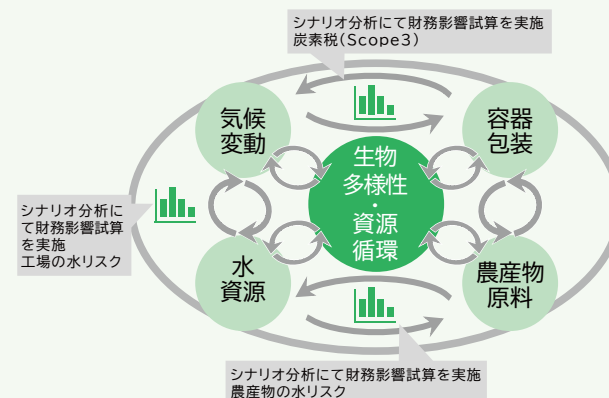 シナリオ分析にて財務影響試算を実施
炭素税(Scope3)
気候
変動
容器
包装
生物
多様性
・
資源
循環
シナリオ分析に
て財務影響試算
を実施
工場の水リスク
水
資源
農産物
原料
シナリオ分析にて財務影響試算を実施
農産物の水リスク